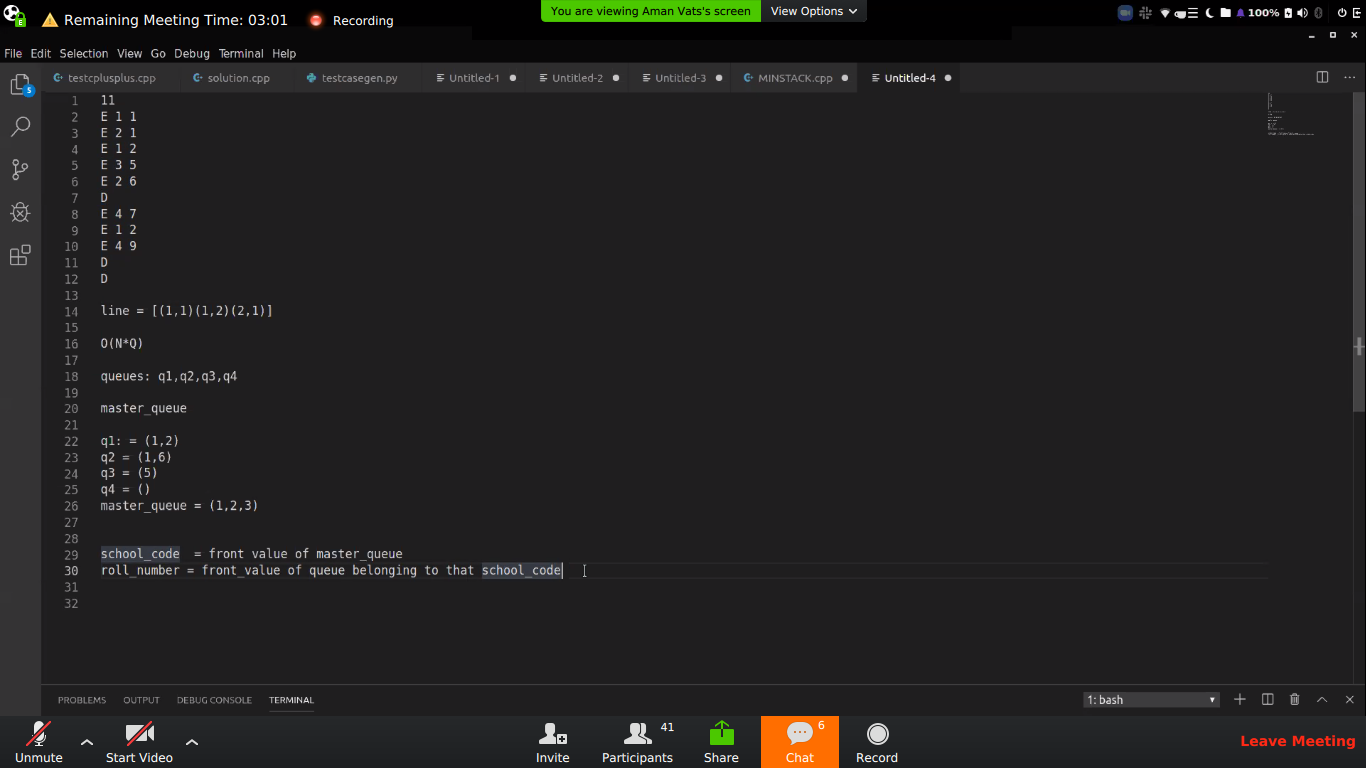 Remaining Meeting Time: 03:01
Recording
You are viewing Aman Vats's screen
View Options
100%
File Edit Selection View Go Debug Terminal Help
testcplusplus.cpp
solution.cpp
testcasegen.py
Untitled-1
Untitled-2
Untitled-3
MINSTACK.cpp
Untitled-4
5
1 11
2 E 1 1
3 E 2 1
4 E 1 2
5 E 3 5
6 E 2 6
7 D
8 E 4 7
9 E 1 2
10 E 4 9
11 D
12 D
13
14 line = [(1,1)(1,2)(2,1)]
15
16 O(N*Q)
17
18 queues: q1,q2,q3,q4
19
20 master_queue
21
22 q1: = (1,2)
23 q2 = (1,6)
24 q3 = (5)
25 q4 = ()
26 master_queue = (1,2,3)
27
28
29 school_code  = front value of master_queue
30 roll_number = front_value of queue belonging to that school_code
31
32
PROBLEMS OUTPUT DEBUG CONSOLE TERMINAL
1: bash
Unmute
Start Video
Invite
Participants 41
Share
Chat 6
Record
Leave Meeting